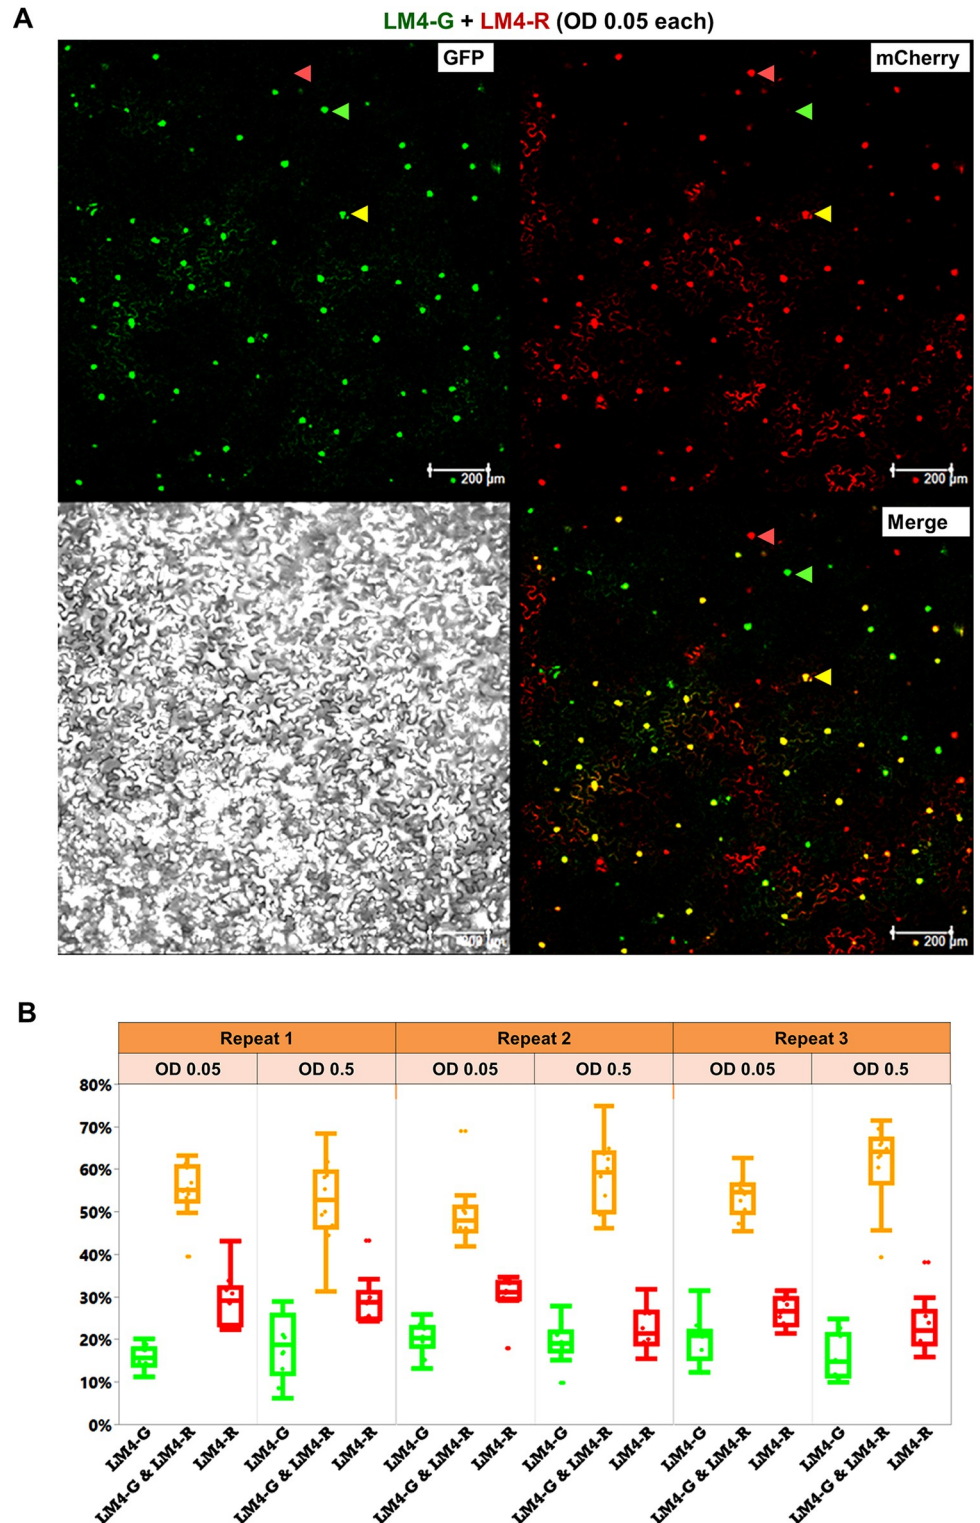 A
LM4-G + LM4-R (OD 0.05 each)
GFP
mCherry
200 µm
200 µm
Merge
200 µm
200 µm
B
Repeat 1 Repeat 2 Repeat 3
OD 0.05 OD 0.5 OD 0.05 OD 0.5 OD 0.05 OD 0.5
80%
70%
60%
50%
40%
30%
20%
10%
0%
LM4-G
LM4-G & LM4-R
LM4-R
LM4-G
LM4-G & LM4-R
LM4-R
LM4-G
LM4-G & LM4-R
LM4-R
LM4-G
LM4-G & LM4-R
LM4-R
LM4-G
LM4-G & LM4-R
LM4-R
LM4-G
LM4-G & LM4-R
LM4-R